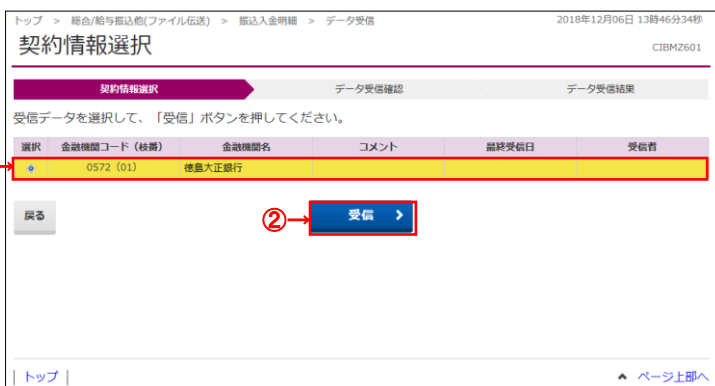 トップ > 総合/給与振込他(ファイル伝送) > 振込入金明細 > データ受信 2018年12月06日 13時46分34秒
契約情報選択 CIBMZ601
契約情報選択 データ受信確認 データ受信結果
受信データを選択して、「受信」ボタンを押してください。
選択 金融機関コード（枝番） 金融機関名 コメント 最終受信日 受信者
0572（01） 徳島大正銀行
戻る ② 受信
トップ | ページ上部へ